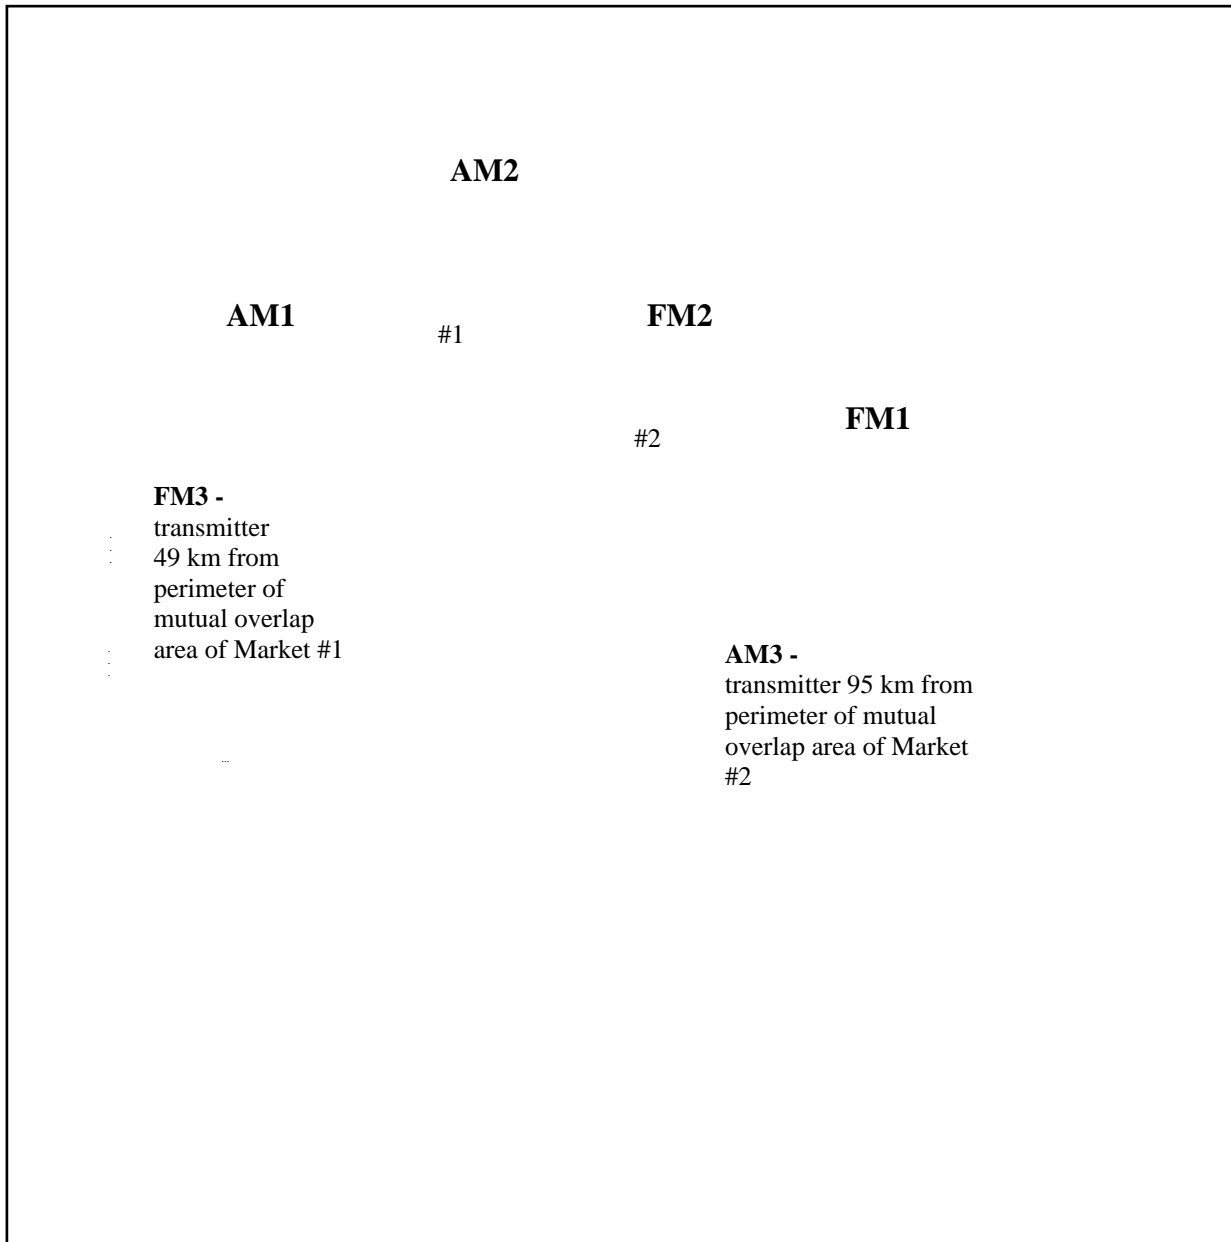 AM2
AM1
#1
FM2
#2
FM1
FM3 -
transmitter
49 km from
perimeter of
mutual overlap
area of Market #1
AM3 -
transmitter 95 km from
perimeter of mutual
overlap area of Market
#2